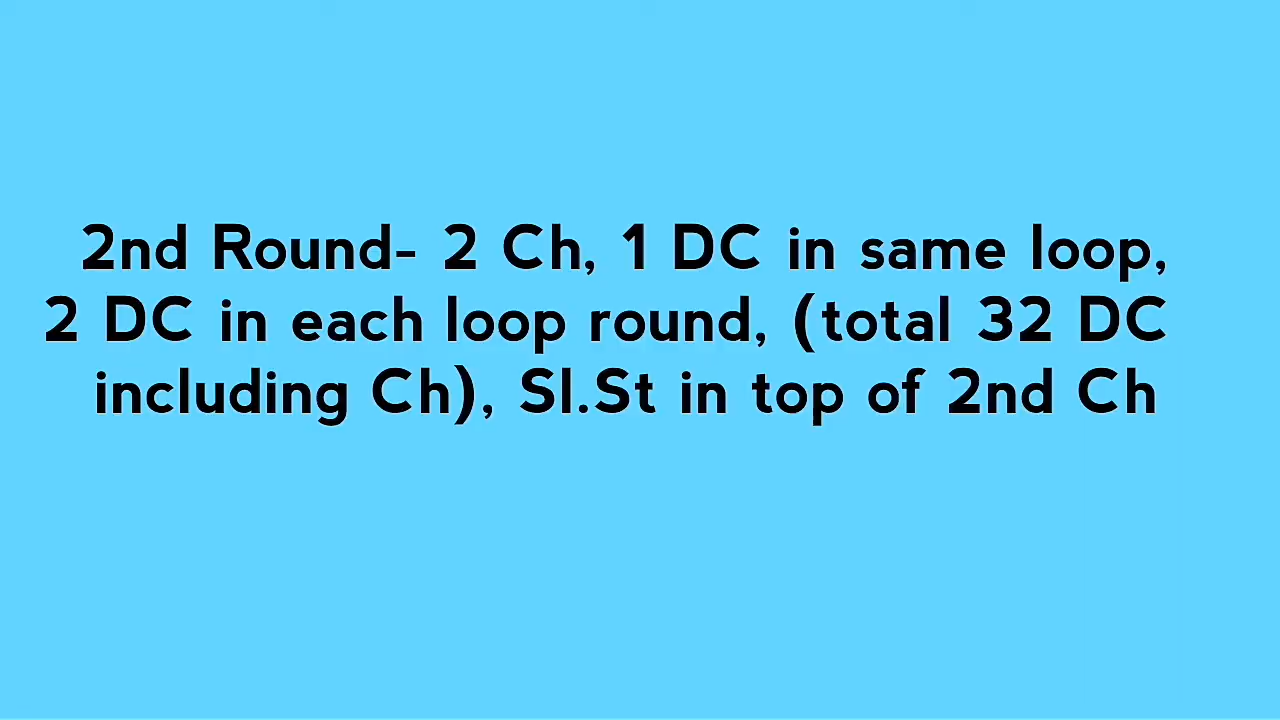 2nd Round- 2 Ch, 1 DC in same loop,
2 DC in each loop round, (total 32 DC
including Ch), Sl.St in top of 2nd Ch